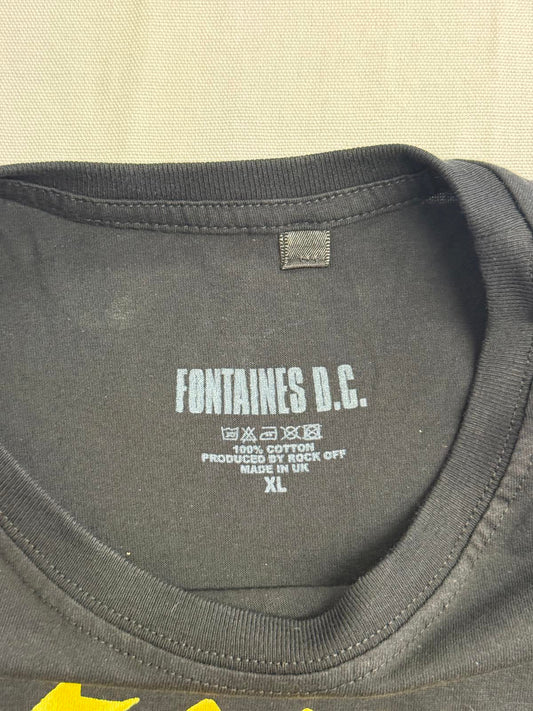 FONTAINES D.C.
100% COTTON
PRODUCED BY ROCK OFF
MADE IN UK
XL